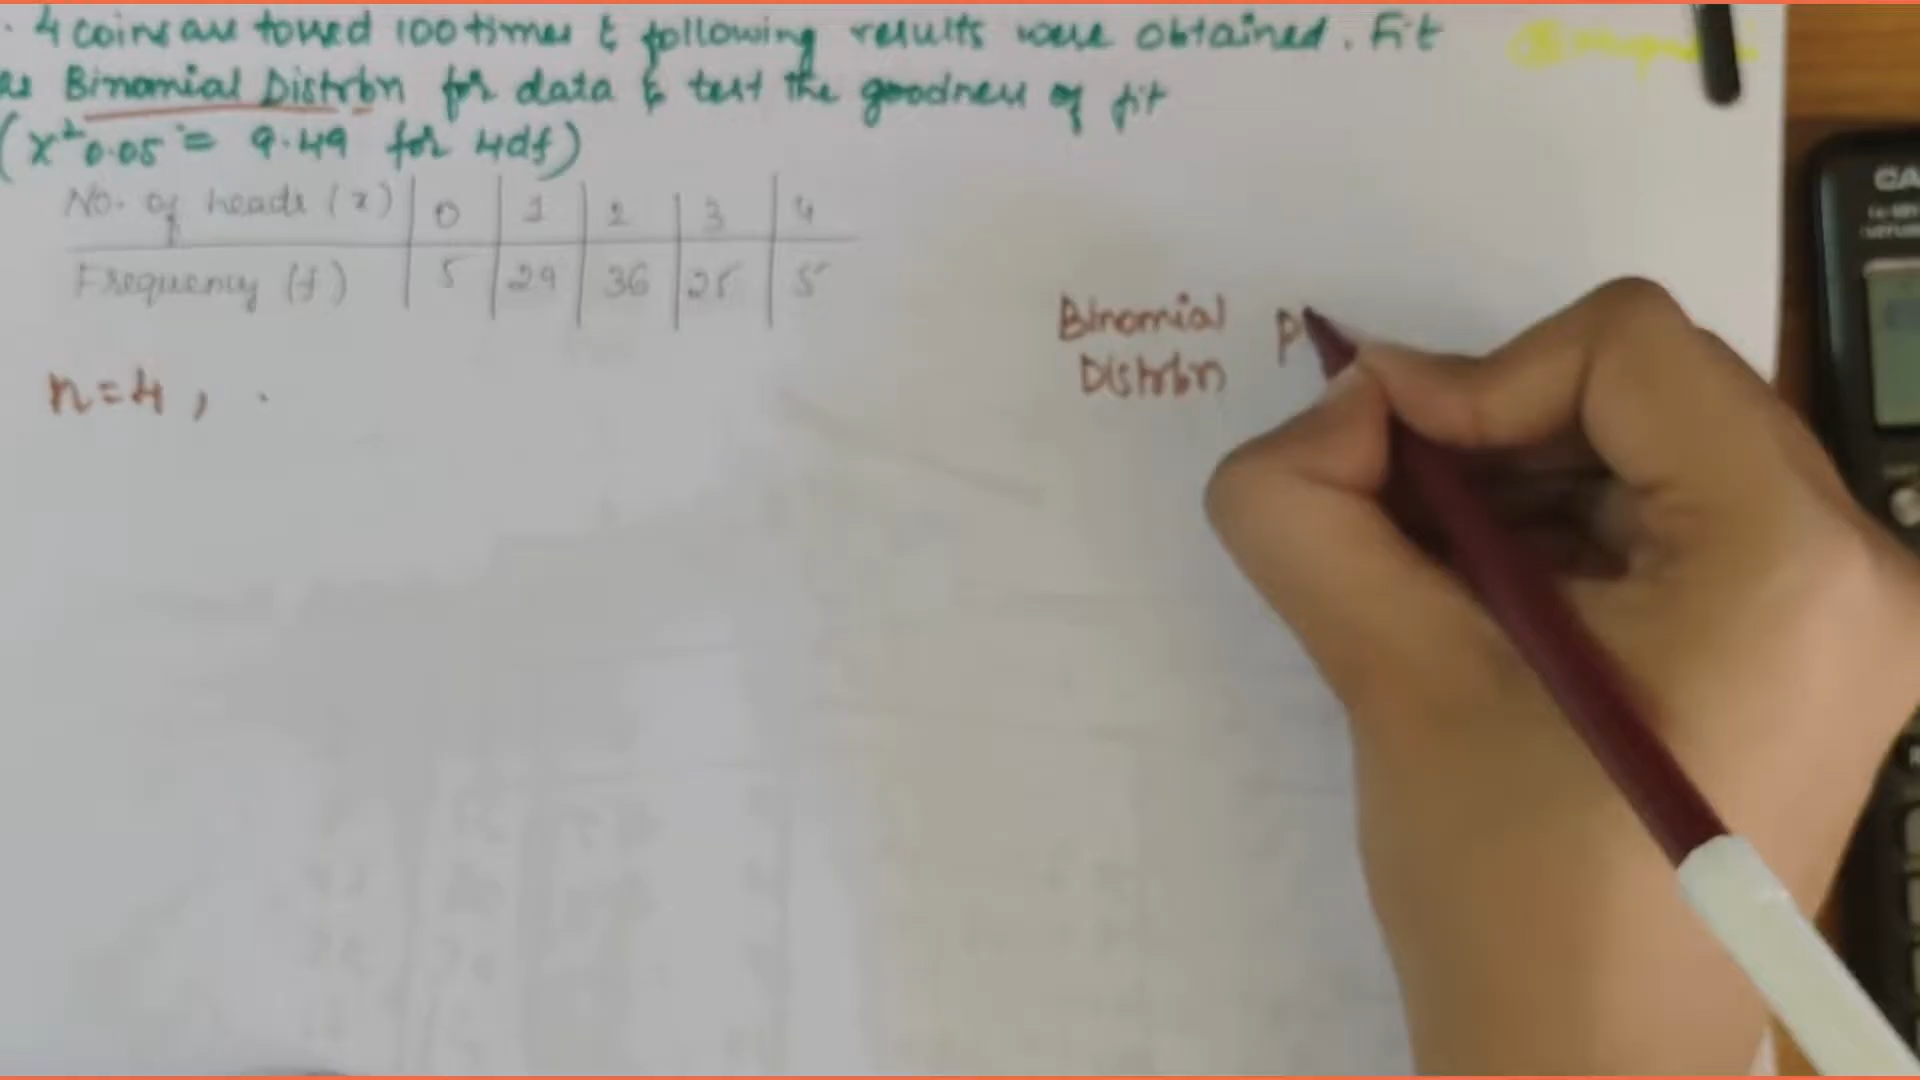 4 coins are tossed 100 times & following results were obtained. Fit
as Binomial Distrbn for data & test the goodness of fit
(x² 0.05 = 9.49 for 4df)
No. of heads (x) 0 1 2 3 4
Frequency (f) 5 29 36 25 5
n=4 ,
Binomial
Distrbn
P
CA